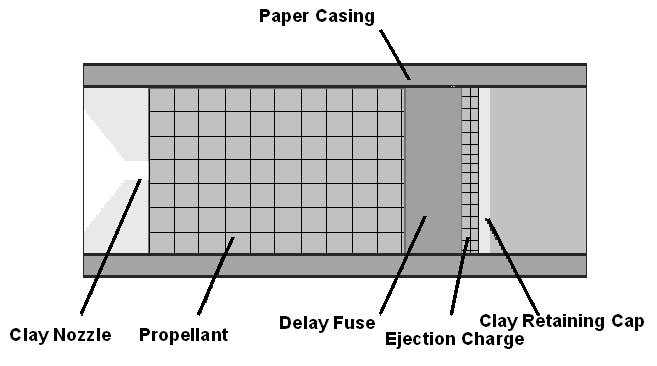 Paper Casing
Clay Nozzle
Propellant
Delay Fuse
Ejection Charge
Clay Retaining Cap